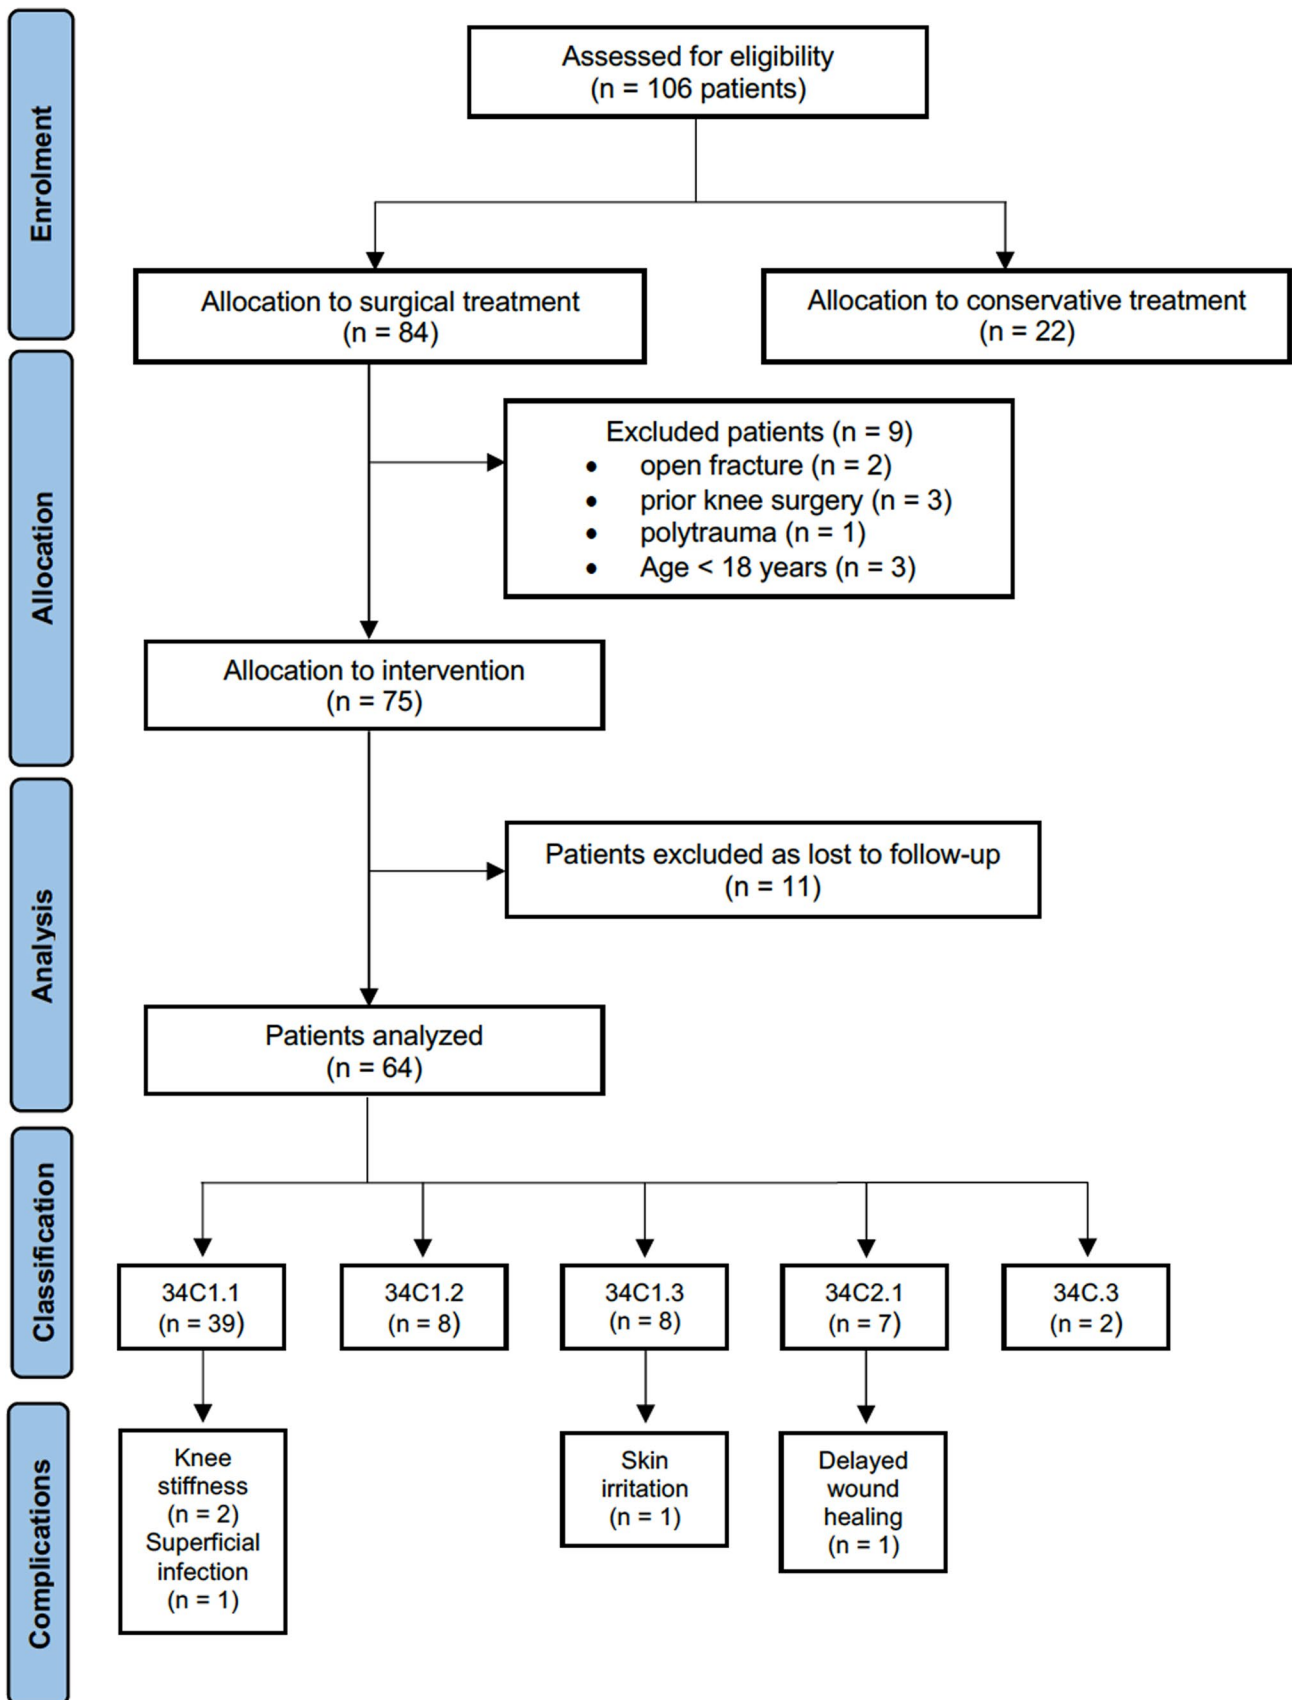 Enrolment
Assessed for eligibility
(n = 106 patients)
Allocation to surgical treatment
(n = 84)
Allocation to conservative treatment
(n = 22)
Allocation
Excluded patients (n = 9)
• open fracture (n = 2)
• prior knee surgery (n = 3)
• polytrauma (n = 1)
• Age < 18 years (n = 3)
Allocation to intervention
(n = 75)
Analysis
Patients excluded as lost to follow-up
(n = 11)
Patients analyzed
(n = 64)
Classification
34C1.1
(n = 39)
34C1.2
(n = 8)
34C1.3
(n = 8)
34C2.1
(n = 7)
34C.3
(n = 2)
Complications
Knee
stiffness
(n = 2)
Superficial
infection
(n = 1)
Skin
irritation
(n = 1)
Delayed
wound
healing
(n = 1)